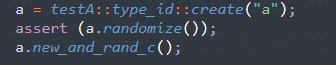 a = testA::type_id::create("a");
assert (a.randomize());
a.new_and_rand_c();